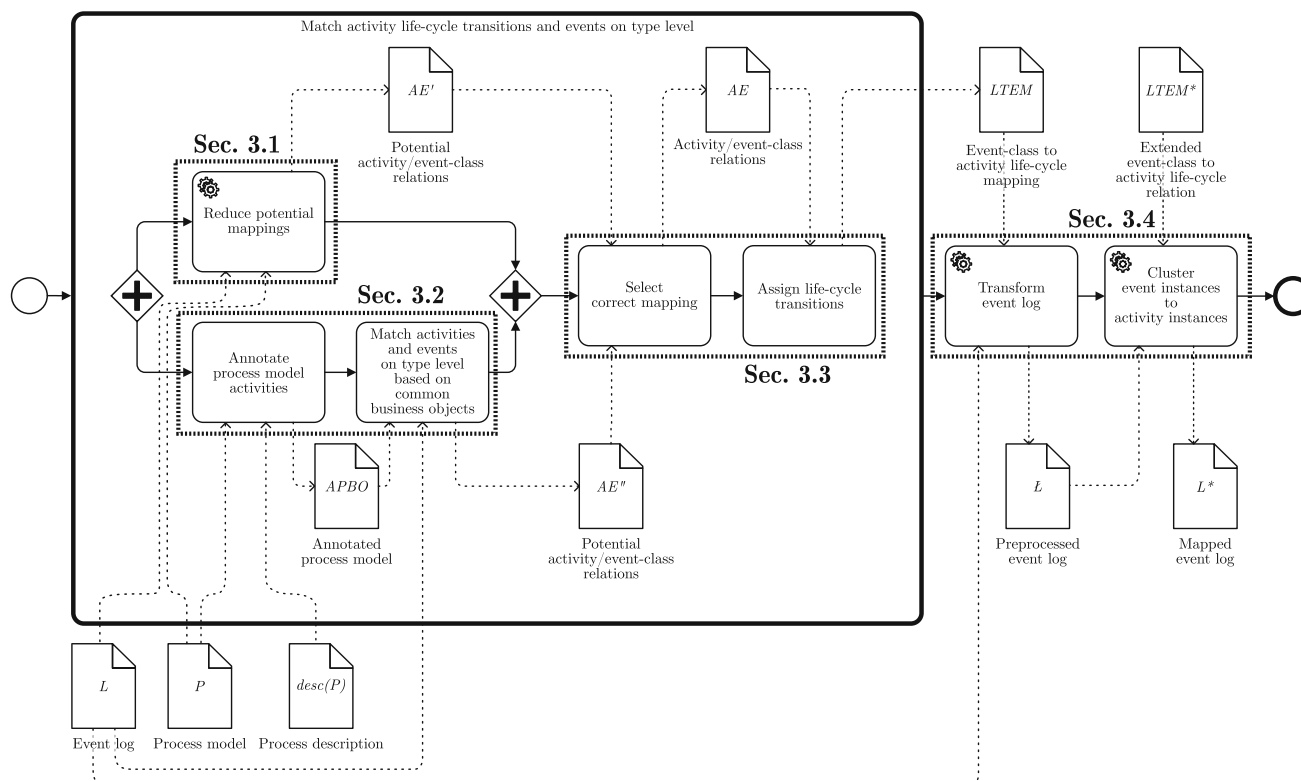 Match activity life-cycle transitions and events on type level
AE'
Potential
activity/event-class
relations
AE
Activity/event-class
relations
LTEM
Event-class to
activity life-cycle
mapping
LTEM*
Extended
event-class to
activity life-cycle
relation
Sec. 3.1
Reduce potential
mappings
Sec. 3.2
Annotate
process model
activities
Match activities
and events
on type level
based on
common
business objects
Select
correct mapping
Assign life-cycle
transitions
Sec. 3.3
Sec. 3.4
Transform
event log
Cluster
event instances
to
activity instances
APBO
Annotated
process model
AE"
Potential
activity/event-class
relations
Ł
Preprocessed
event log
L*
Mapped
event log
L
Event log
P
Process model
desc(P)
Process description